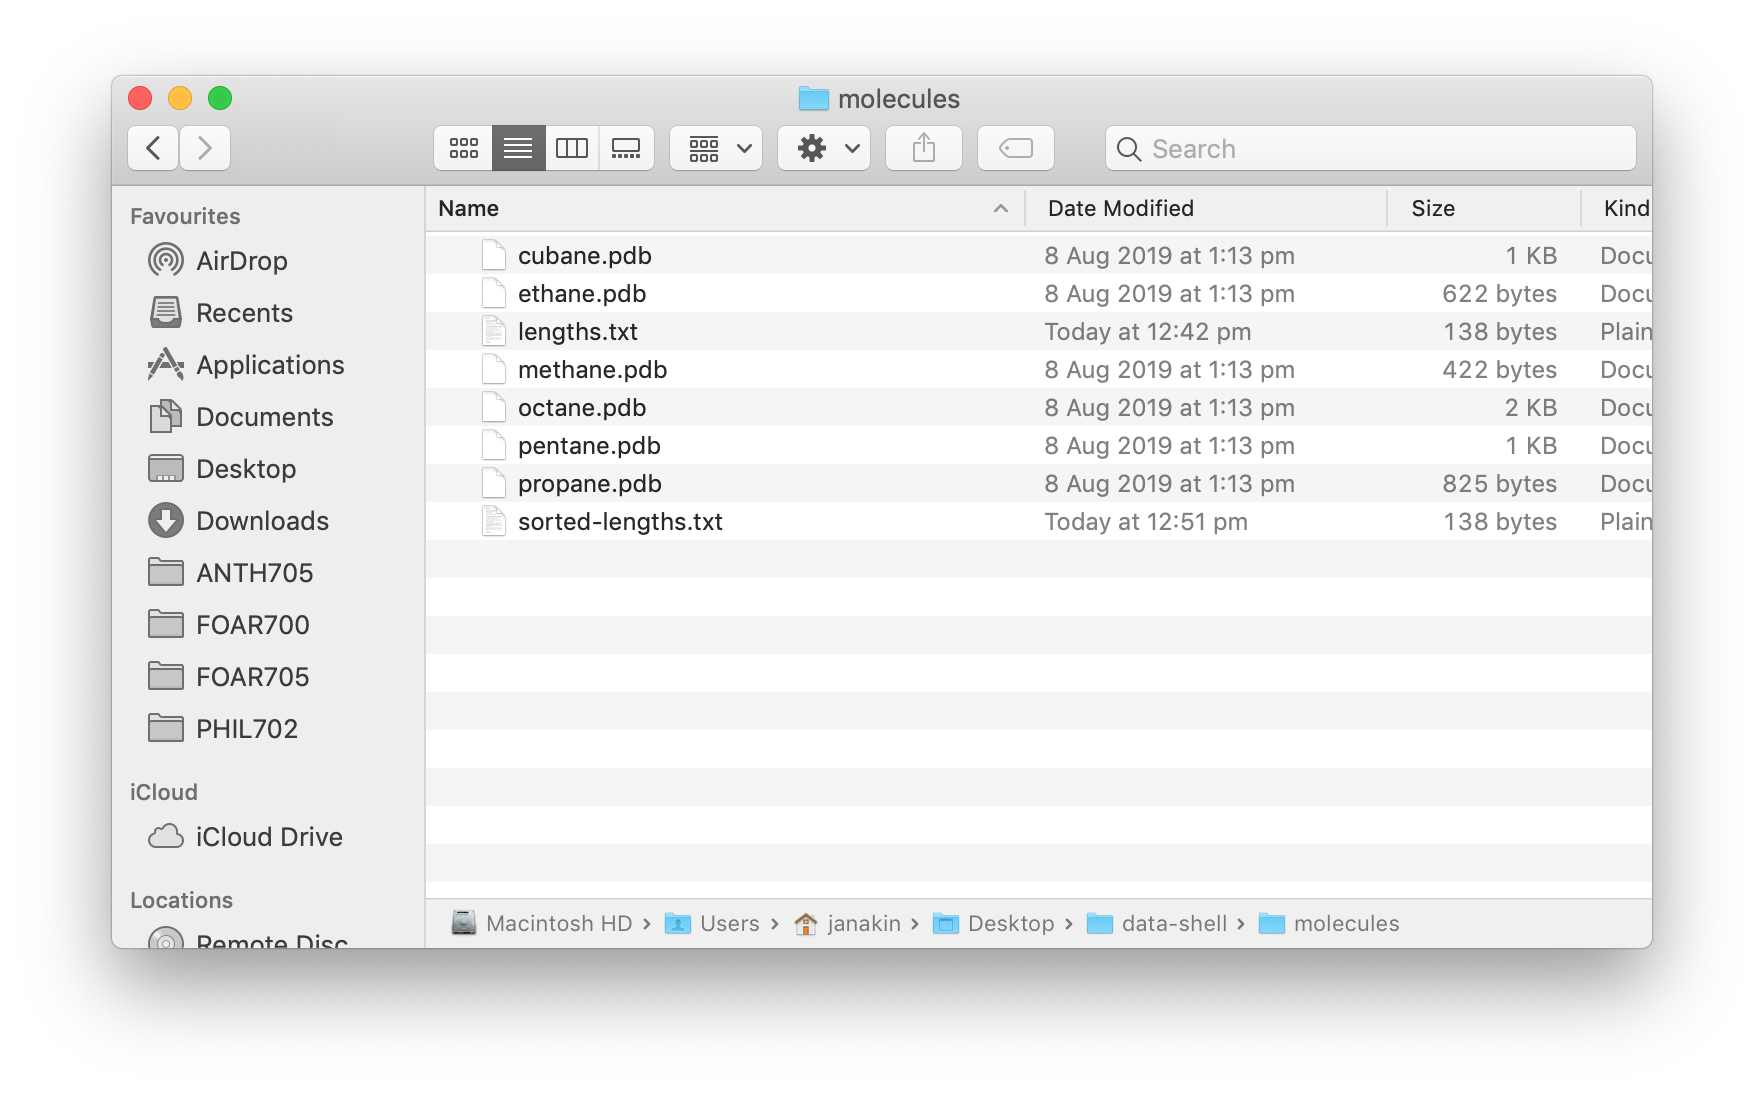 molecules
Search
Favourites
AirDrop
Recents
Applications
Documents
Desktop
Downloads
ANTH705
FOAR700
FOAR705
PHIL702
iCloud
iCloud Drive
Locations
Remote Disc
Name Date Modified Size Kind
cubane.pdb 8 Aug 2019 at 1:13 pm 1 KB Docu
ethane.pdb 8 Aug 2019 at 1:13 pm 622 bytes Docu
lengths.txt Today at 12:42 pm 138 bytes Plain
methane.pdb 8 Aug 2019 at 1:13 pm 422 bytes Docu
octane.pdb 8 Aug 2019 at 1:13 pm 2 KB Docu
pentane.pdb 8 Aug 2019 at 1:13 pm 1 KB Docu
propane.pdb 8 Aug 2019 at 1:13 pm 825 bytes Docu
sorted-lengths.txt Today at 12:51 pm 138 bytes Plain
Macintosh HD › Users › janakin › Desktop › data-shell › molecules